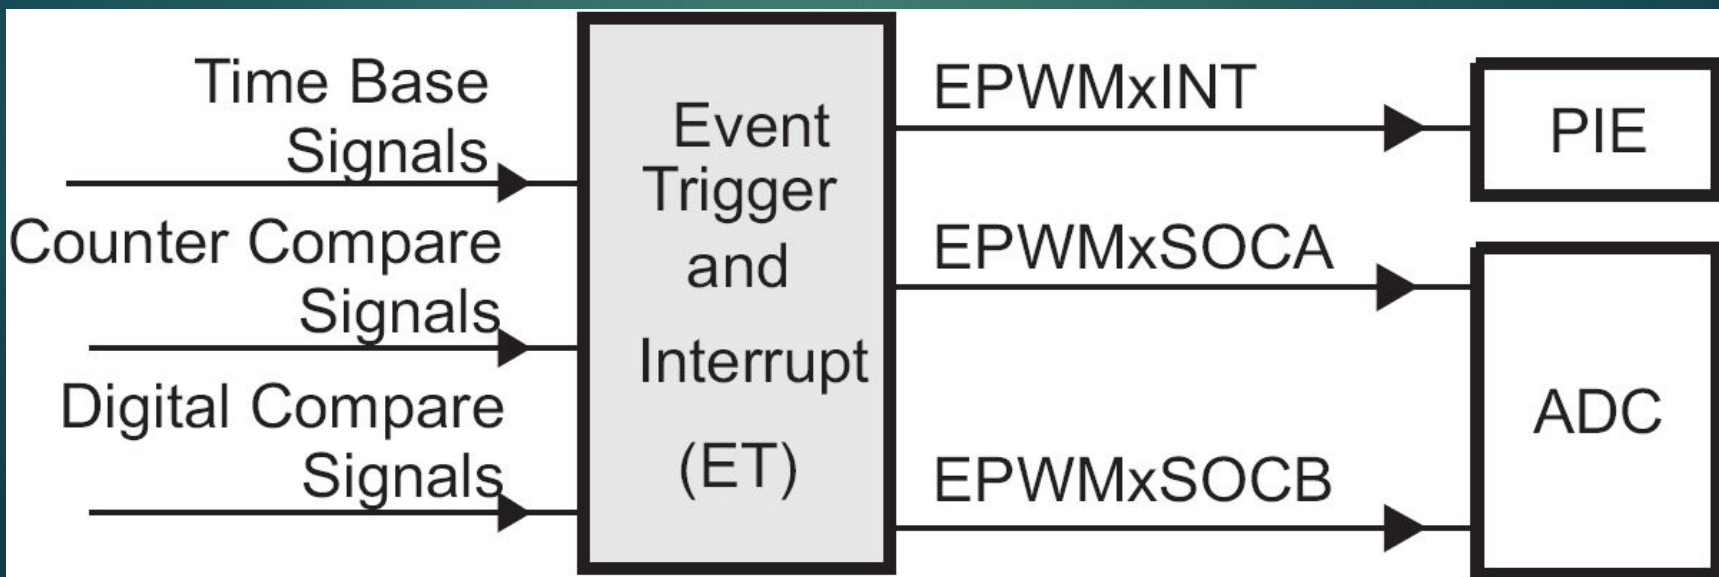 Time Base
Signals
Counter Compare
Signals
Digital Compare
Signals
Event
Trigger
and
Interrupt
(ET)
EPWMxINT
EPWMxSOCA
EPWMxSOCB
PIE
ADC